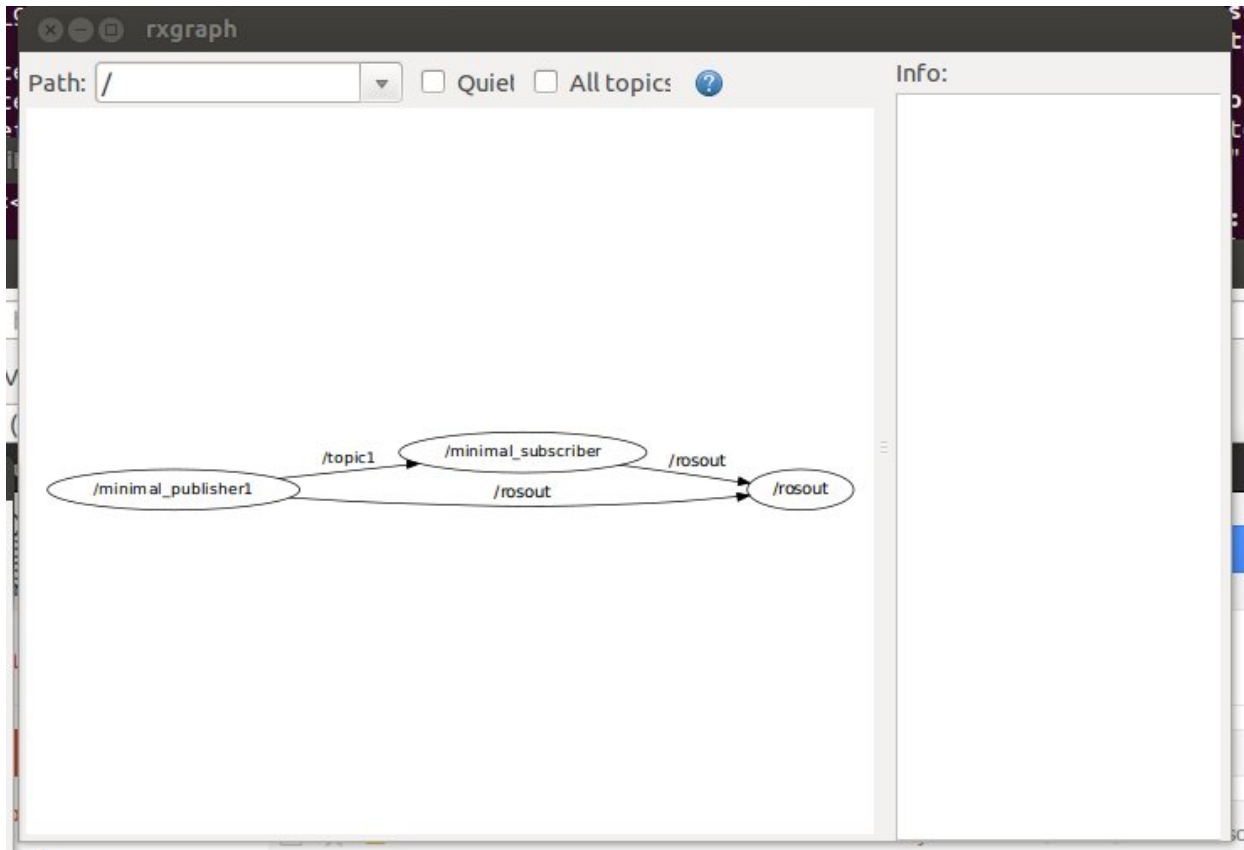 rxgraph
Path: / Quiet All topics ?
Info:
/topic1
/minimal_subscriber
/rosout
/minimal_publisher1
/rosout
/rosout